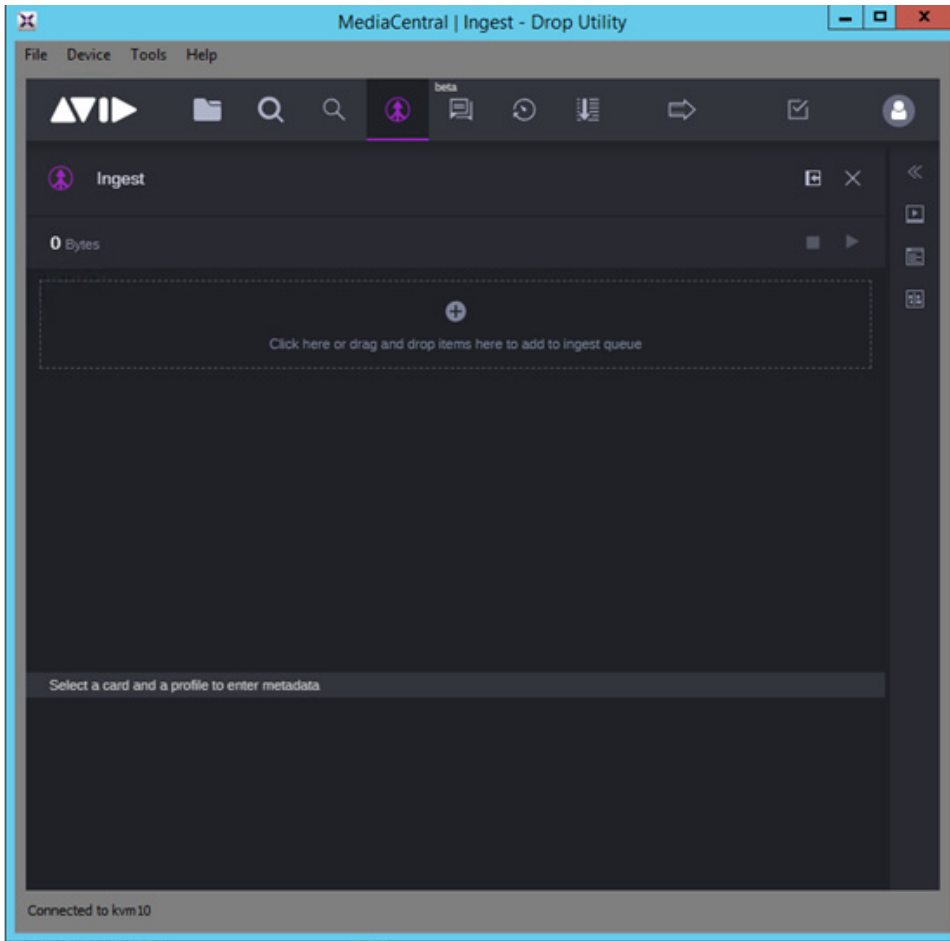 MediaCentral | Ingest - Drop Utility
File Device Tools Help
AVID
beta
Ingest
0 Bytes
Click here or drag and drop items here to add to ingest queue
Select a card and a profile to enter metadata
Connected to kvm10